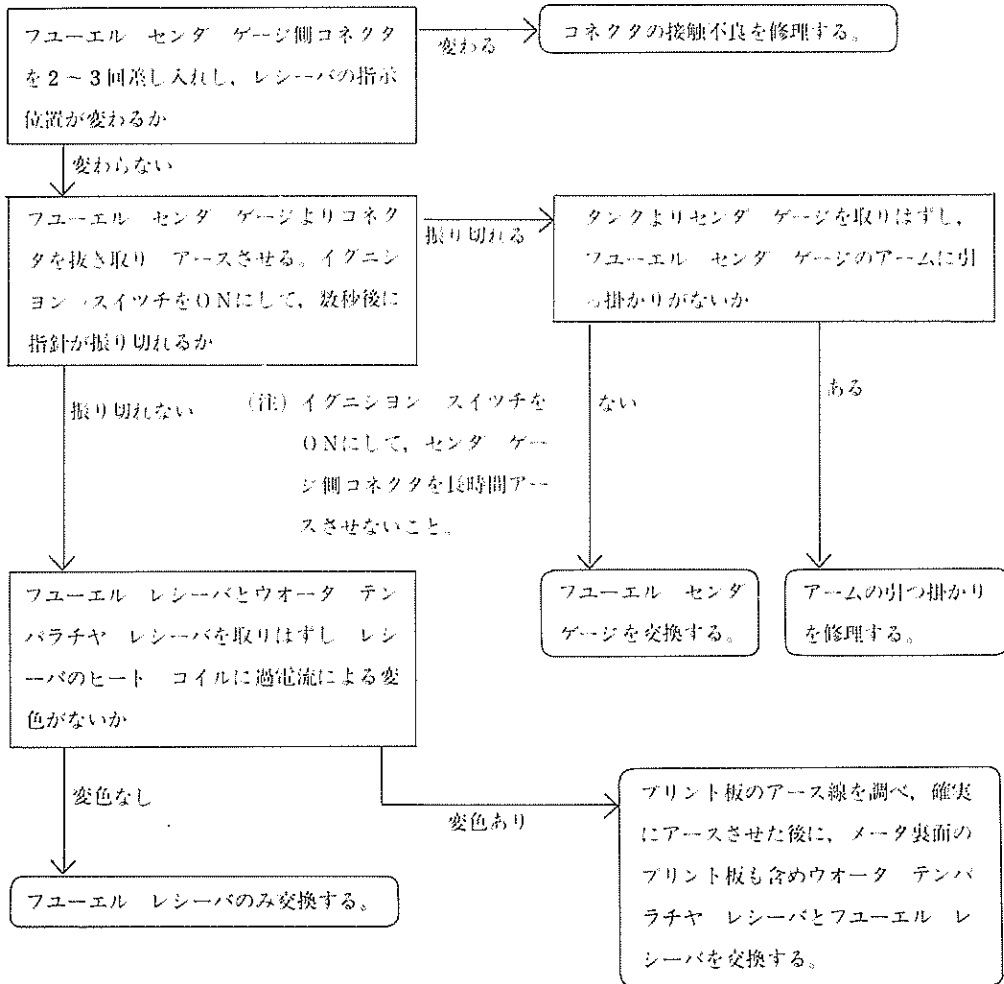 フユーエル センダ ゲージ側コネクタ
を2~3回差し入れし,レシーバの指示
位置が変わるか
変わる
コネクタの接触不良を修理する。
変わらない
フユーエル センダ ゲージよりコネク
タを抜き取り アースさせる。イグニシ
ヨン スイツチをONにして,数秒後に
指針が振り切れるか
振り切れる
タンクよりセンダ ゲージを取りはずし,
フユーエル センダ ゲージのアームに引
っ掛かりがないか
振り切れない
(注) イグニシヨン スイツチを
ONにして,センダ ゲー
ジ側コネクタを長時間アー
スさせないこと。
ない
ある
フユーエル センダ
ゲージを交換する。
アームの引つ掛かり
を修理する。
フユーエル レシーバとウオータ テン
パラチヤ レシーバを取りはずし レシ
ーバのヒート コイルに過電流による変
色がないか
変色なし
変色あり
フユーエル レシーバのみ交換する。
プリント板のアース線を調べ,確実
にアースさせた後に,メータ裏面の
プリント板も含めウオータ テンパ
ラチヤ レシーバとフユーエル レ
シーバを交換する。